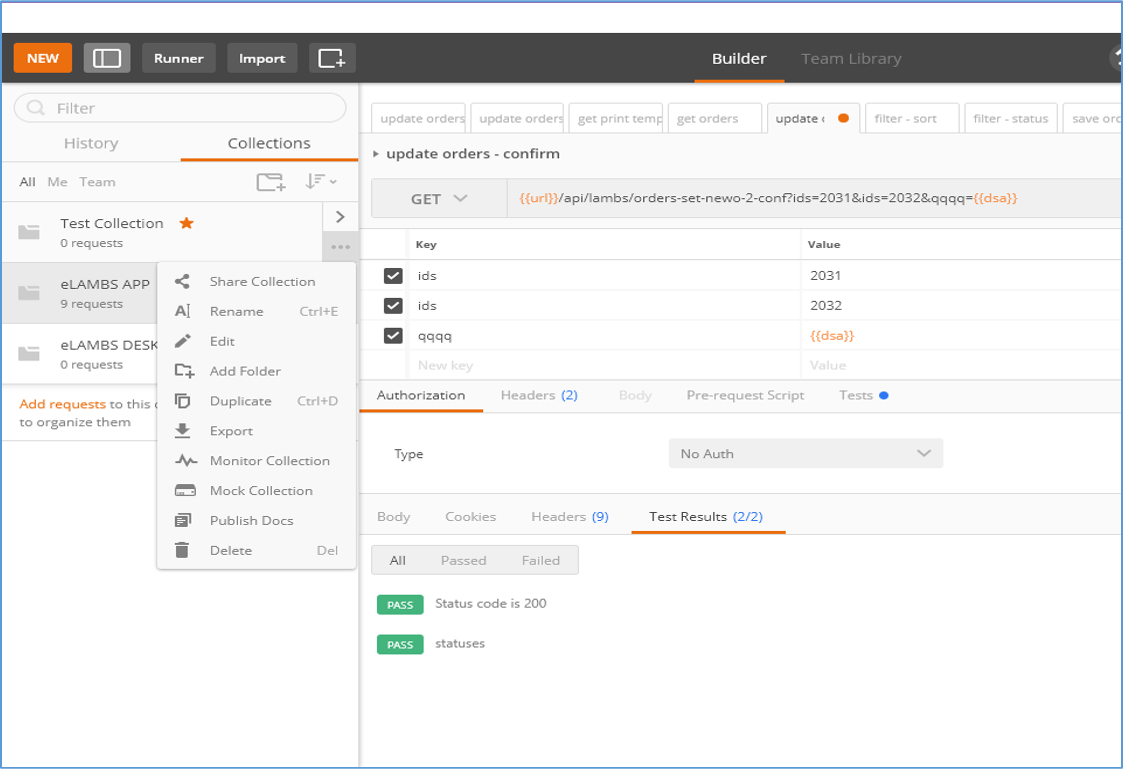 NEW
Runner
Import
Builder
Team Library
Filter
History
Collections
All Me Team
Test Collection
0 requests
eLAMBS APP
9 requests
eLAMBS DESK
0 requests
Add requests to this c
to organize them
Share Collection
Rename Ctrl+E
Edit
Add Folder
Duplicate Ctrl+D
Export
Monitor Collection
Mock Collection
Publish Docs
Delete Del
update orders
update orders
get print temp
get orders
update c
filter - sort
filter - status
save orc
update orders - confirm
GET
{{url}}/api/lambs/orders-set-newo-2-conf?ids=2031&ids=2032&qqqq={{dsa}}
Key Value
ids 2031
ids 2032
qqqq {{dsa}}
New key Value
Authorization Headers (2) Body Pre-request Script Tests
Type No Auth
Body Cookies Headers (9) Test Results (2/2)
All Passed Failed
PASS Status code is 200
PASS statuses